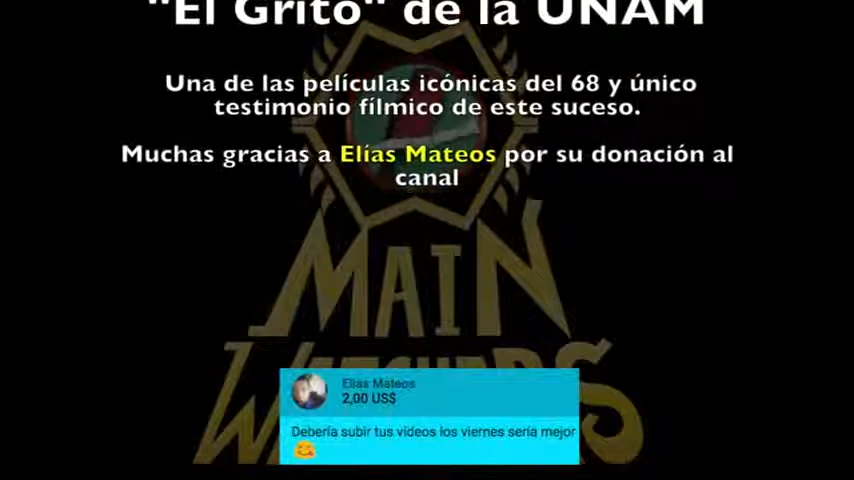 "El Grito" de la UNAM
Una de las películas icónicas del 68 y único
testimonio fílmico de este suceso.
Muchas gracias a Elías Mateos por su donación al
canal
MAIN
WATCHERS
Elías Mateos
2,00 US$
Debería subir tus videos los viernes sería mejor